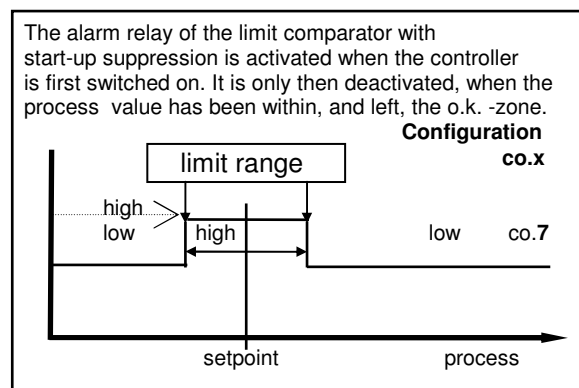 The alarm relay of the limit comparator with
start-up suppression is activated when the controller
is first switched on. It is only then deactivated, when the
process value has been within, and left, the o.k. -zone.
Configuration
co.x
limit range
high
low high low co.7
setpoint process